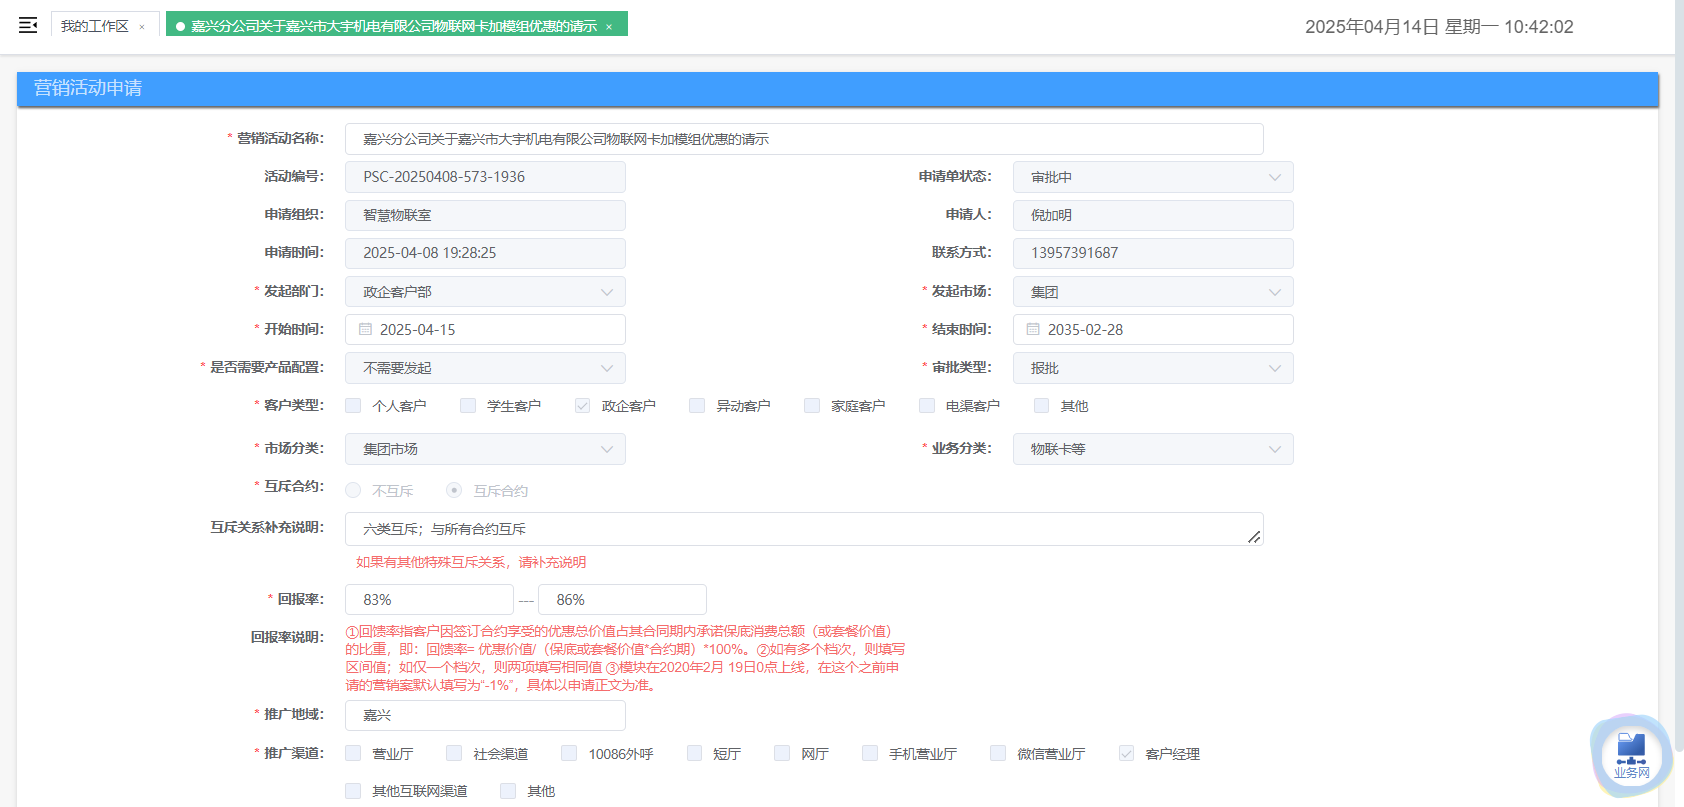 我的工作区 ×
嘉兴分公司关于嘉兴市大宇机电有限公司物联网卡加模组优惠的请示 ×
2025年04月14日 星期一 10:42:02
营销活动申请
* 营销活动名称： 嘉兴分公司关于嘉兴市大宇机电有限公司物联网卡加模组优惠的请示
活动编号： PSC-20250408-573-1936 申请单状态： 审批中
申请组织： 智慧物联室 申请人： 倪加明
申请时间： 2025-04-08 19:28:25 联系方式： 13957391687
* 发起部门： 政企客户部 * 发起市场： 集团
* 开始时间： 2025-04-15 * 结束时间： 2035-02-28
* 是否需要产品配置： 不需要发起 * 审批类型： 报批
* 客户类型： 个人客户 学生客户 政企客户 异动客户 家庭客户 电渠客户 其他
* 市场分类： 集团市场 * 业务分类： 物联卡等
* 互斥合约： 不互斥 互斥合约
互斥关系补充说明： 六类互斥；与所有合约互斥
如果有其他特殊互斥关系，请补充说明
* 回报率： 83% --- 86%
回报率说明： ①回馈率指客户因签订合约享受的优惠总价值占其合同期内承诺保底消费总额（或套餐价值）
的比重，即：回馈率= 优惠价值/（保底或套餐价值*合约期）*100%。②如有多个档次，则填写
区间值；如仅一个档次，则两项填写相同值 ③模块在2020年2月 19日0点上线，在这个之前申
请的营销案默认填写为“-1%”，具体以申请正文为准。
* 推广地域： 嘉兴
* 推广渠道： 营业厅 社会渠道 10086外呼 短厅 网厅 手机营业厅 微信营业厅 客户经理
其他互联网渠道 其他
业务网